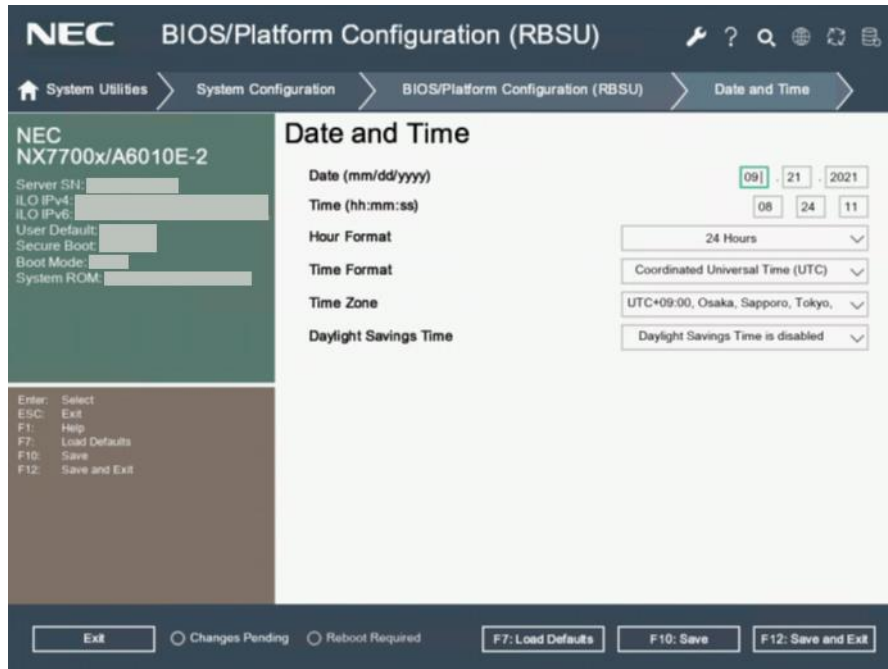 NEC BIOS/Platform Configuration (RBSU) ?
System Utilities System Configuration BIOS/Platform Configuration (RBSU) Date and Time
NEC
NX7700x/A6010E-2
Server SN:
iLO IPv4:
iLO IPv6:
User Default:
Secure Boot:
Boot Mode:
System ROM:
Enter: Select
ESC: Exit
F1: Help
F7: Load Defaults
F10: Save
F12: Save and Exit
Date and Time
Date (mm/dd/yyyy) 09 . 21 . 2021
Time (hh:mm:ss) 08 24 11
Hour Format 24 Hours
Time Format Coordinated Universal Time (UTC)
Time Zone UTC+09:00, Osaka, Sapporo, Tokyo,
Daylight Savings Time Daylight Savings Time is disabled
Exit Changes Pending Reboot Required F7: Load Defaults F10: Save F12: Save and Exit